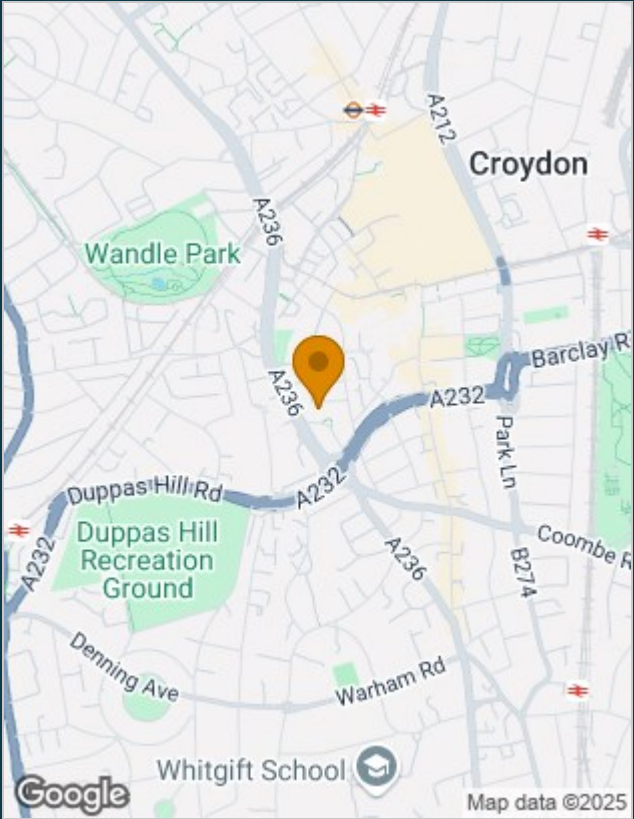 A212
Croydon
A236
Wandle Park
Barclay R
A236
A232
Park Ln
Duppas Hill Rd
A232
Duppas Hill
Recreation
Ground
A232
Coombe R
A236
B274
Denning Ave
Warham Rd
Whitgift School
Google
Map data ©2025